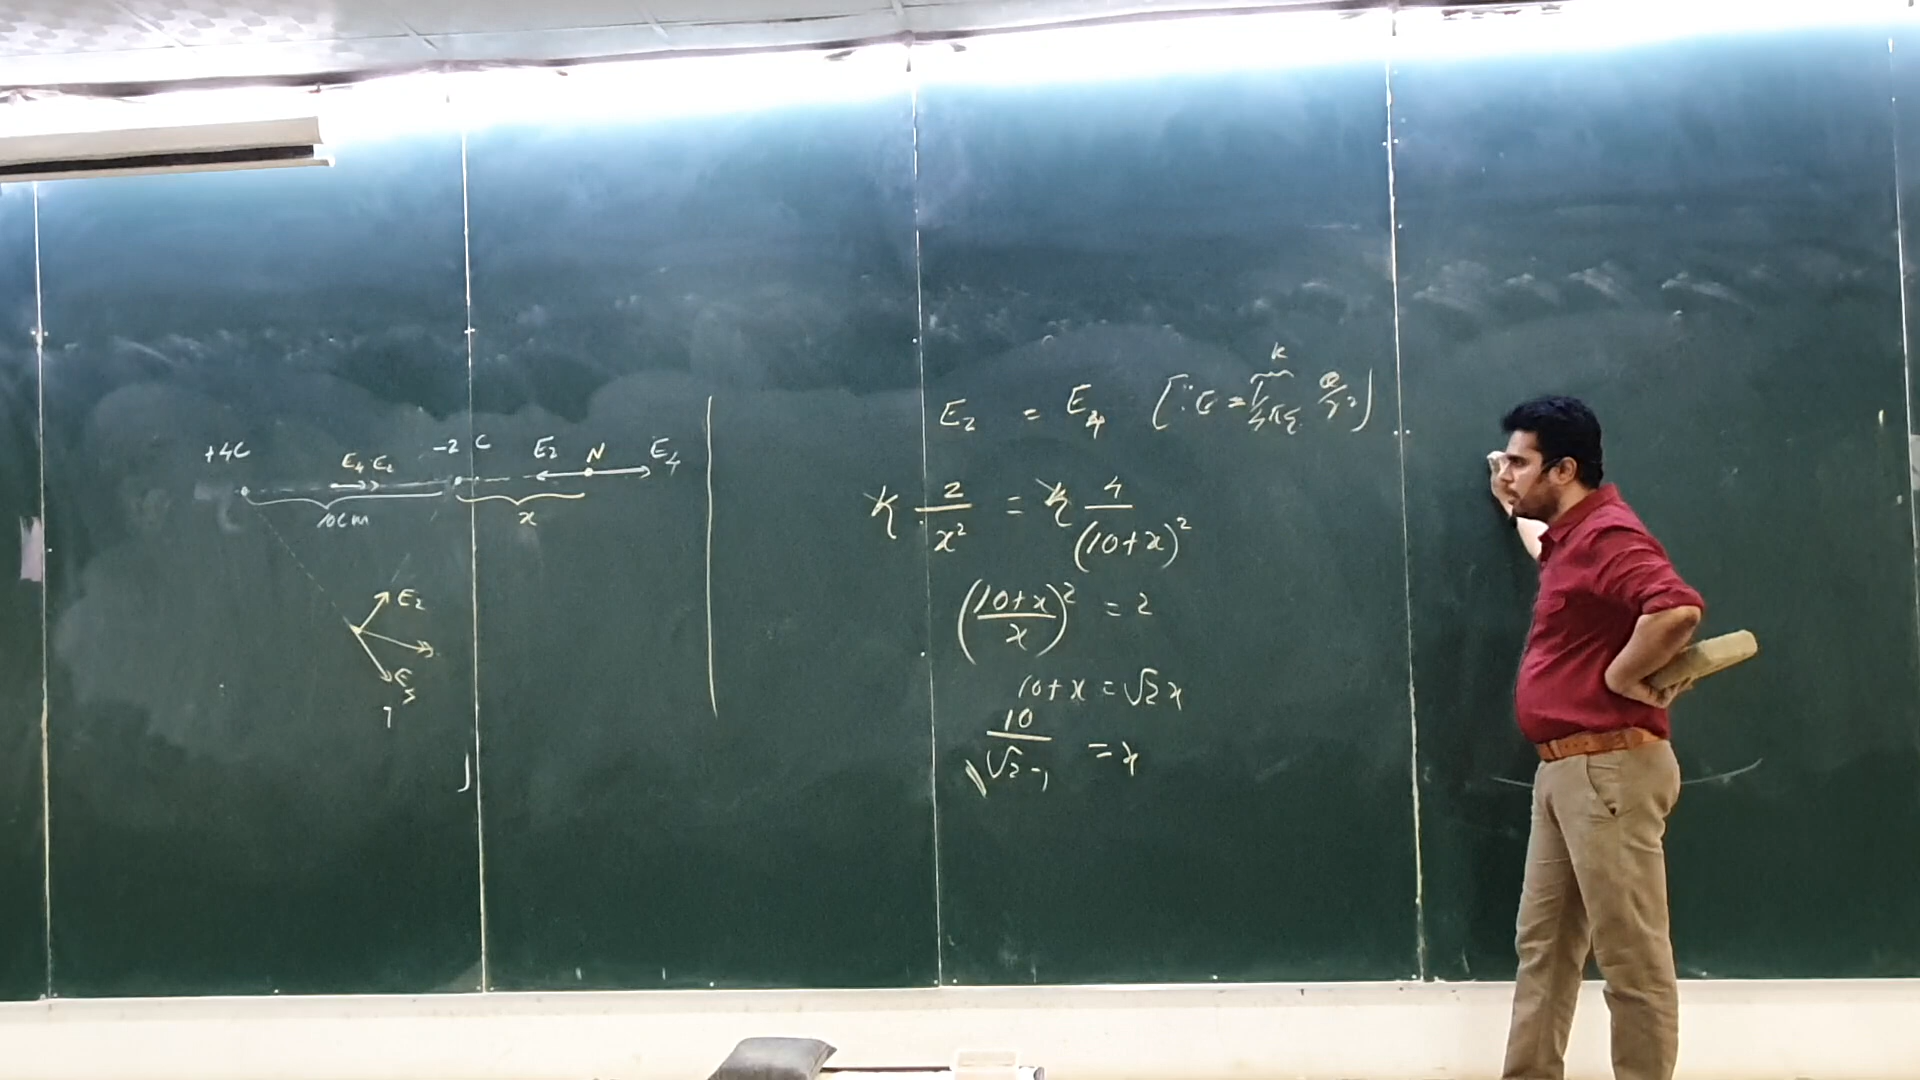 +4C
E₄ E₂
-2 C
E₂ N E₄
10cm
x
E₂
E₂ = E₄ [∵ E = 1/4πε₀ Q/r²]
k
K 2/x² = K 4/(10+x)²
((10+x)/x)² = 2
10+x = √2 x
10/(√2-1) = x